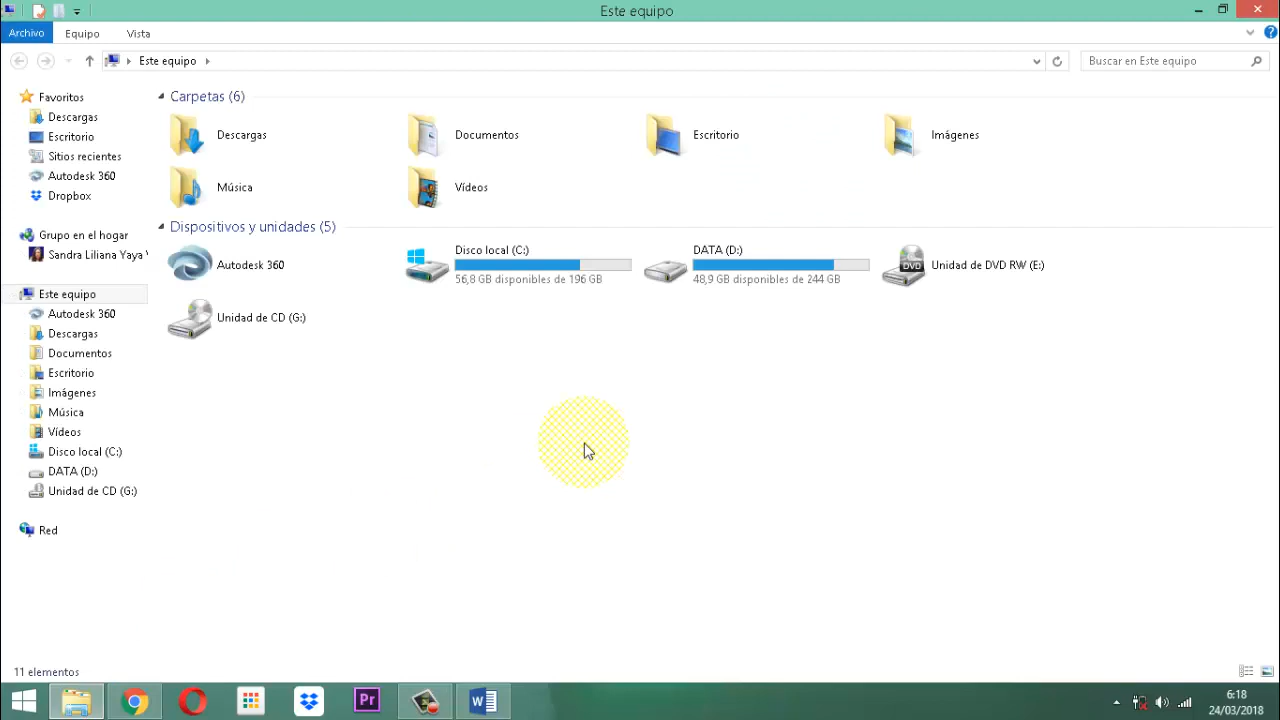 Este equipo
Archivo Equipo Vista
Este equipo
Buscar en Este equipo
Favoritos
Descargas
Escritorio
Sitios recientes
Autodesk 360
Dropbox
Grupo en el hogar
Sandra Liliana Yaya
Este equipo
Autodesk 360
Descargas
Documentos
Escritorio
Imágenes
Música
Vídeos
Disco local (C:)
DATA (D:)
Unidad de CD (G:)
Red
Carpetas (6)
Descargas Documentos Escritorio Imágenes
Música Vídeos
Dispositivos y unidades (5)
Autodesk 360
Disco local (C:)
56,8 GB disponibles de 196 GB
DATA (D:)
48,9 GB disponibles de 244 GB
DVD
Unidad de DVD RW (E:)
Unidad de CD (G:)
11 elementos
Pr
6:18
24/03/2018